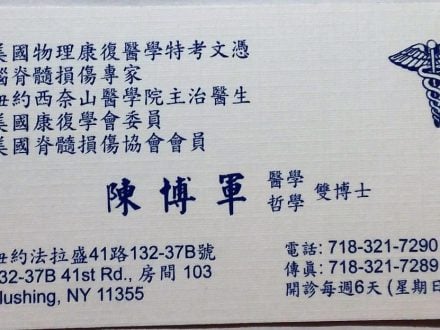 美國物理康復醫學特考文憑
腦脊髓損傷專家
紐約西奈山醫學院主治醫生
美國康復學會委員
美國脊髓損傷協會會員
陳博軍 醫學 哲學 雙博士
紐約法拉盛41路132-37B號
132-37B 41st Rd., 房間 103
Flushing, NY 11355
電話: 718-321-7290
傳真: 718-321-7289
開診每週6天 (星期日